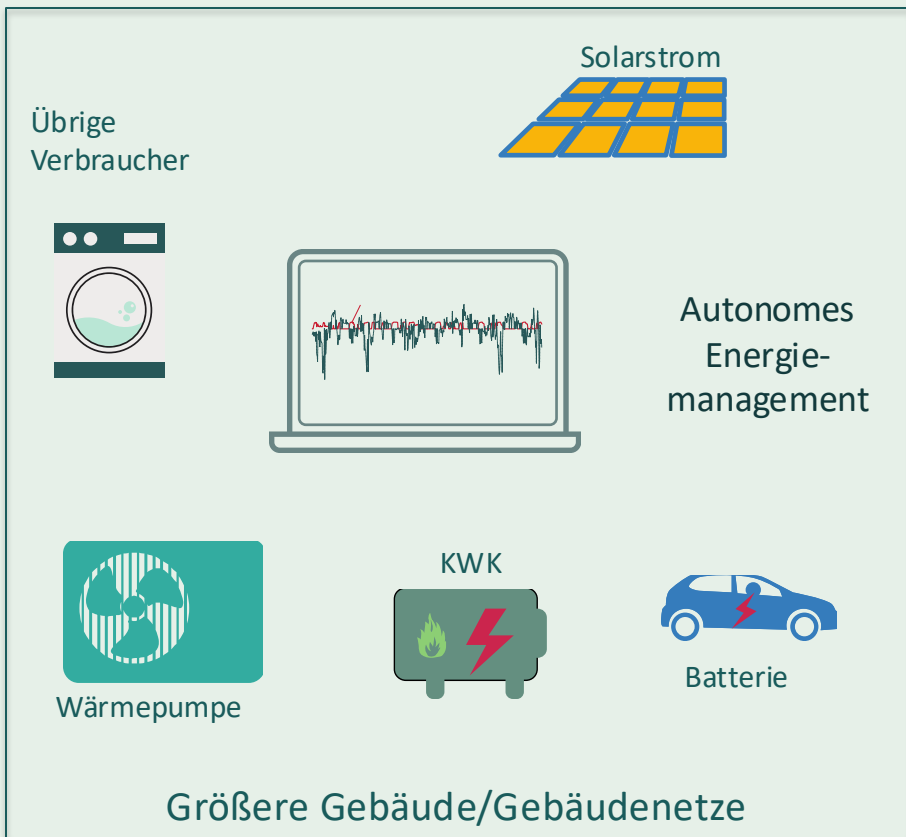 Solarstrom
Übrige
Verbraucher
Autonomes
Energie-
management
KWK
Wärmepumpe
Batterie
Größere Gebäude/Gebäudenetze